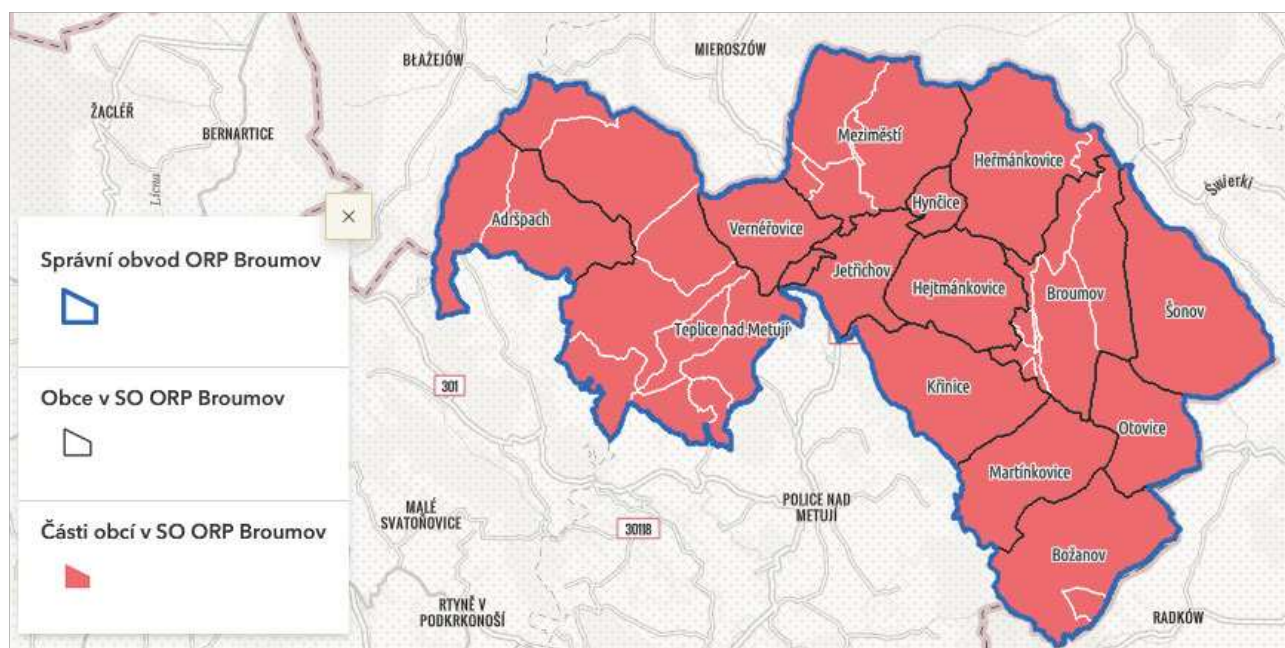 BŁAŻEJÓW
MIEROSZÓW
ŽACLÉŘ
BERNARTICE
Lično
Świerki
Meziměstí
Heřmánkovice
Hynčice
Adršpach
Vernéřovice
Jetřichov
Hejtmánkovice
Broumov
Šonov
Teplice nad Metují
Křinice
Otovice
Martínkovice
Božanov
301
30118
MALÉ
SVATOŇOVICE
POLICE NAD
METUJÍ
RTYNĚ V
PODKRKONOŠÍ
RADKÓW
×
Správní obvod ORP Broumov
Obce v SO ORP Broumov
Části obcí v SO ORP Broumov